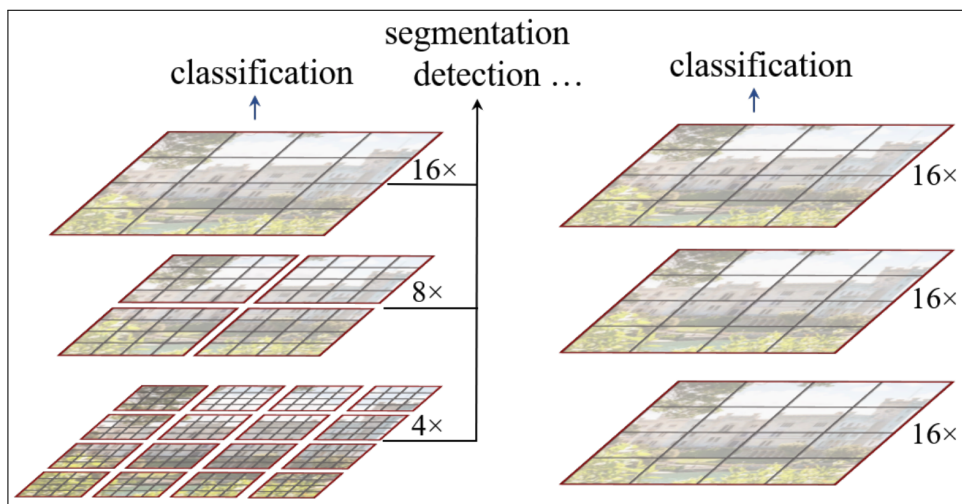 segmentation
detection …
classification
16×
8×
4×
classification
16×
16×
16×